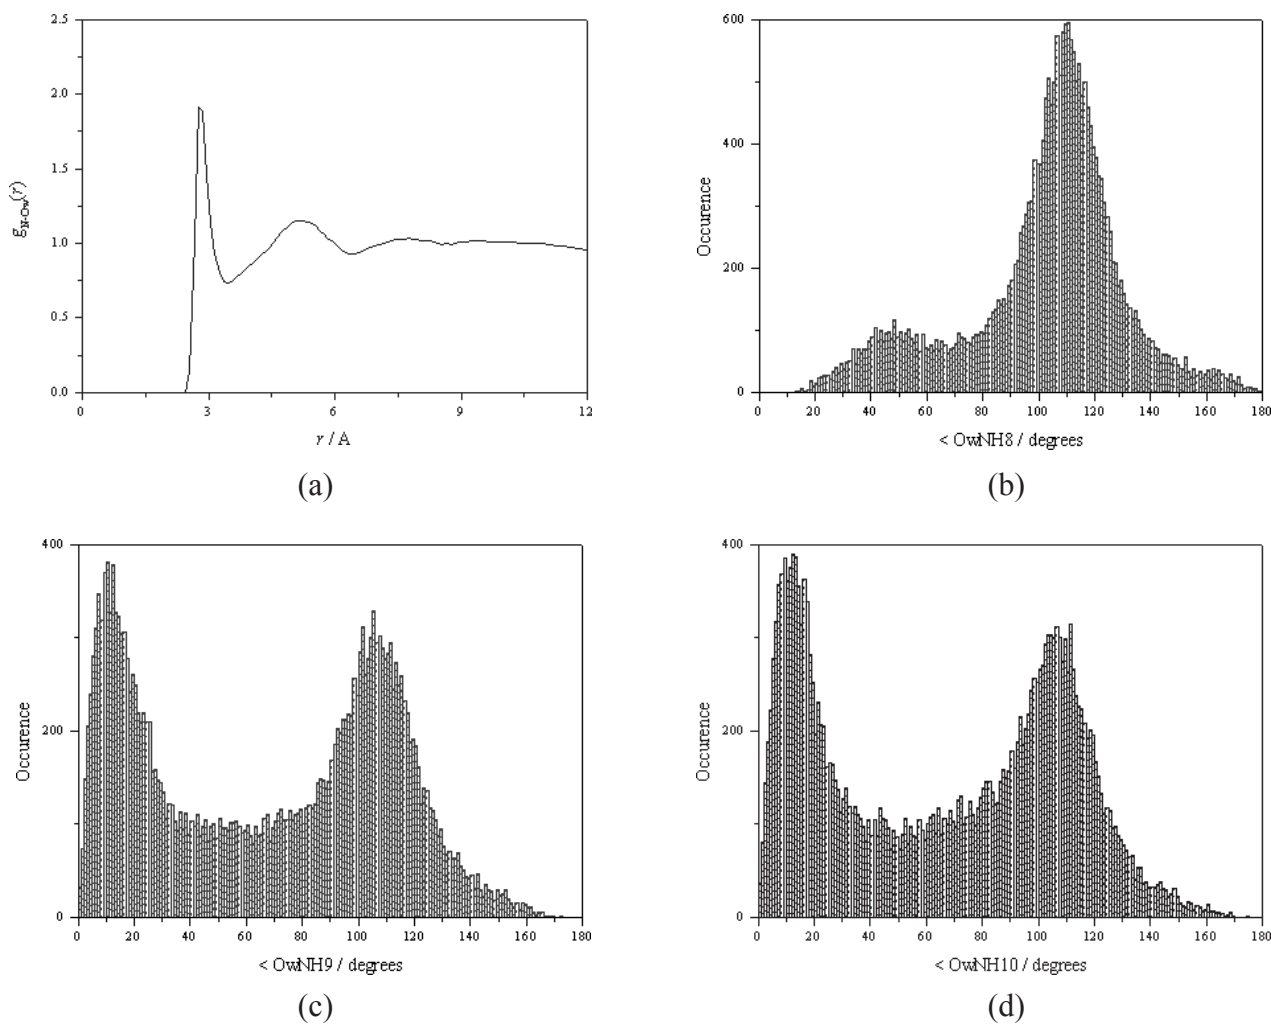 2.5
2.0
1.5
1.0
0.5
0.0
g_N-Ow(r)
0 3 6 9 12
r / A
(a)
600
400
200
0
Occurence
0 20 40 60 80 100 120 140 160 180
< OwNH8 / degrees
(b)
400
200
0
Occurence
0 20 40 60 80 100 120 140 160 180
< OwNH9 / degrees
(c)
400
200
0
Occurence
0 20 40 60 80 100 120 140 160 180
< OwNH10 / degrees
(d)